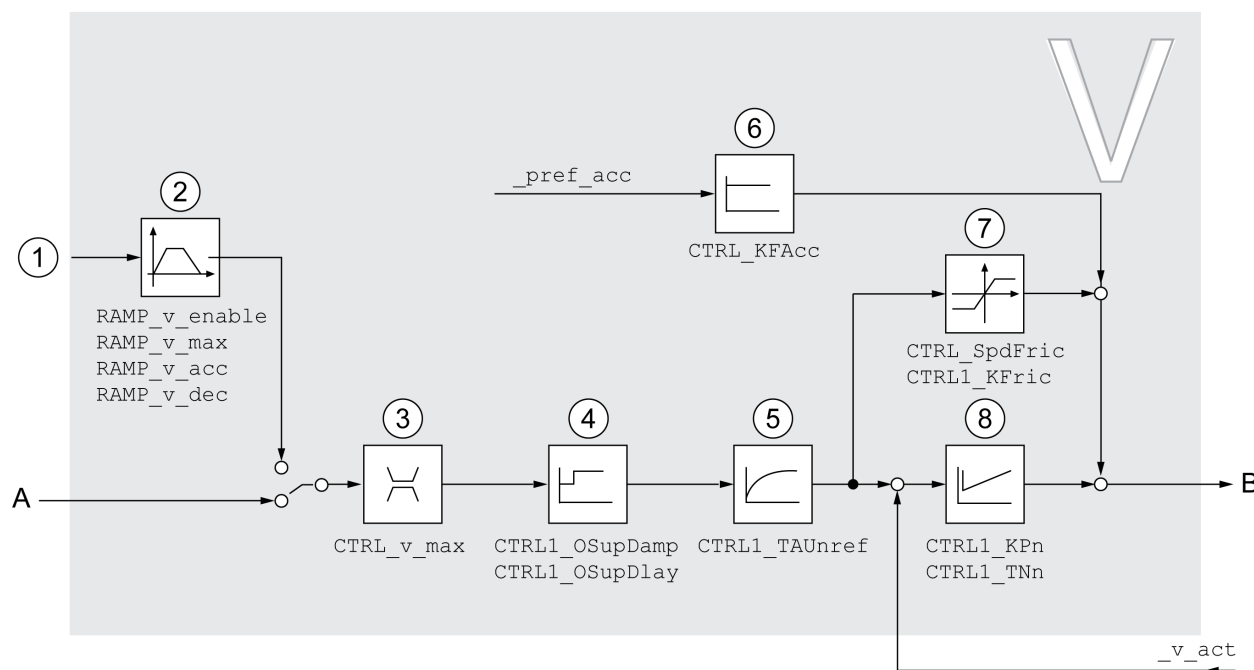 V
6
_pref_acc
CTRL_KFAcc
2
1
RAMP_v_enable
RAMP_v_max
RAMP_v_acc
RAMP_v_dec
7
CTRL_SpdFric
CTRL1_KFric
3
4
5
8
A
B
CTRL_v_max
CTRL1_OSupDamp
CTRL1_OSupDlay
CTRL1_TAUnref
CTRL1_KPn
CTRL1_TNn
_v_act